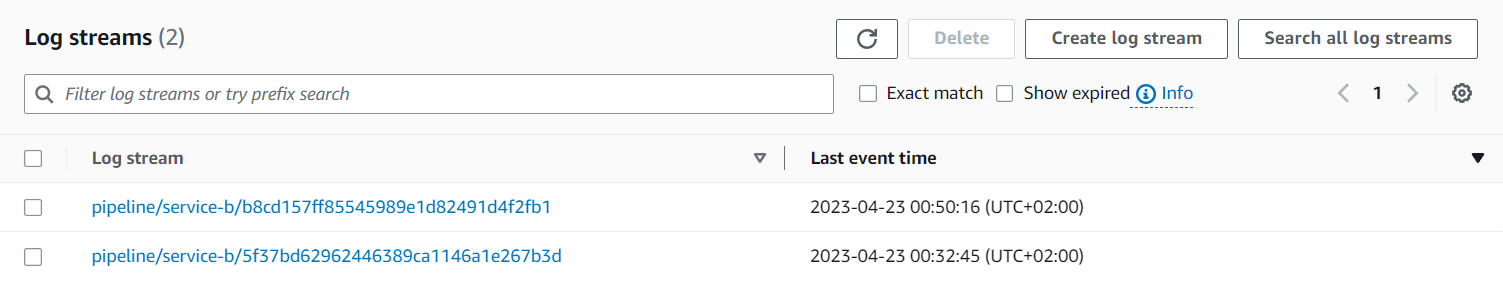 Log streams (2)
Delete
Create log stream
Search all log streams
Filter log streams or try prefix search
Exact match
Show expired
Info
1
Log stream
Last event time
pipeline/service-b/b8cd157ff85545989e1d82491d4f2fb1
2023-04-23 00:50:16 (UTC+02:00)
pipeline/service-b/5f37bd62962446389ca1146a1e267b3d
2023-04-23 00:32:45 (UTC+02:00)